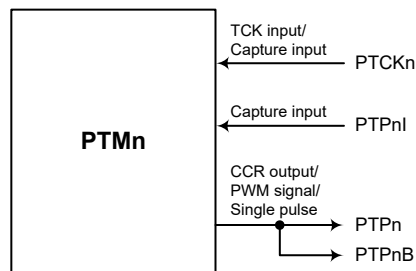 TCK input/
Capture input
PTCKn
Capture input
PTPnI
PTMn
CCR output/
PWM signal/
Single pulse
PTPn
PTPnB